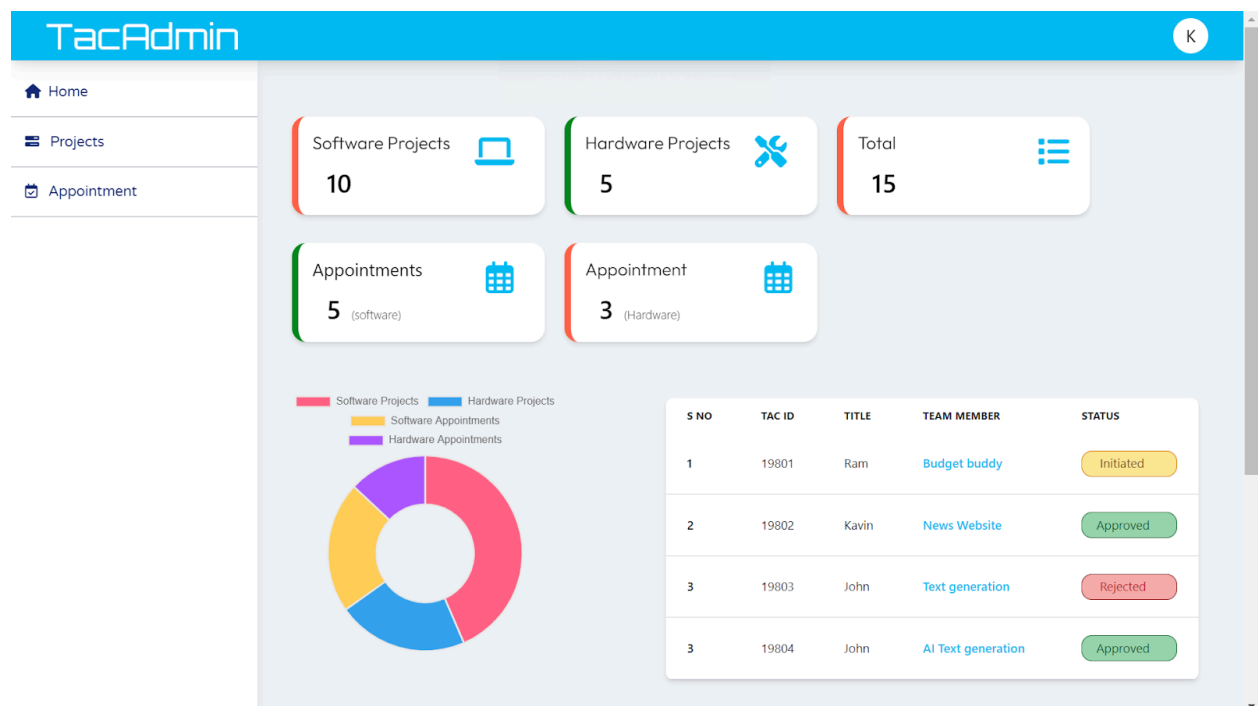 TacAdmin
K
Home
Projects
Appointment
Software Projects
10
Hardware Projects
5
Total
15
Appointments
5 (software)
Appointment
3 (Hardware)
Software Projects Hardware Projects
Software Appointments
Hardware Appointments
S NO TAC ID TITLE TEAM MEMBER STATUS
1 19801 Ram Budget buddy Initiated
2 19802 Kavin News Website Approved
3 19803 John Text generation Rejected
3 19804 John AI Text generation Approved